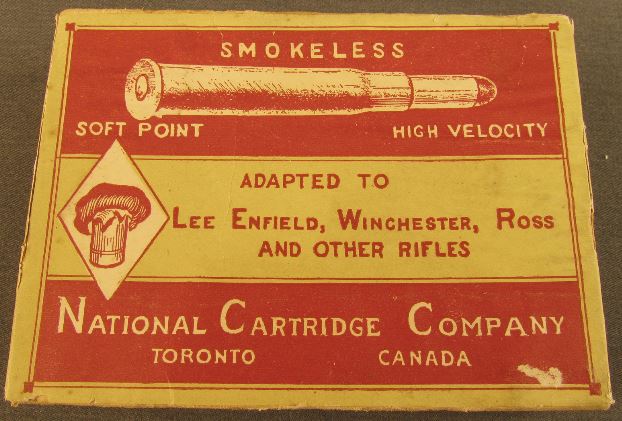 SMOKELESS
SOFT POINT HIGH VELOCITY
ADAPTED TO
LEE ENFIELD, WINCHESTER, ROSS
AND OTHER RIFLES
NATIONAL CARTRIDGE COMPANY
TORONTO CANADA